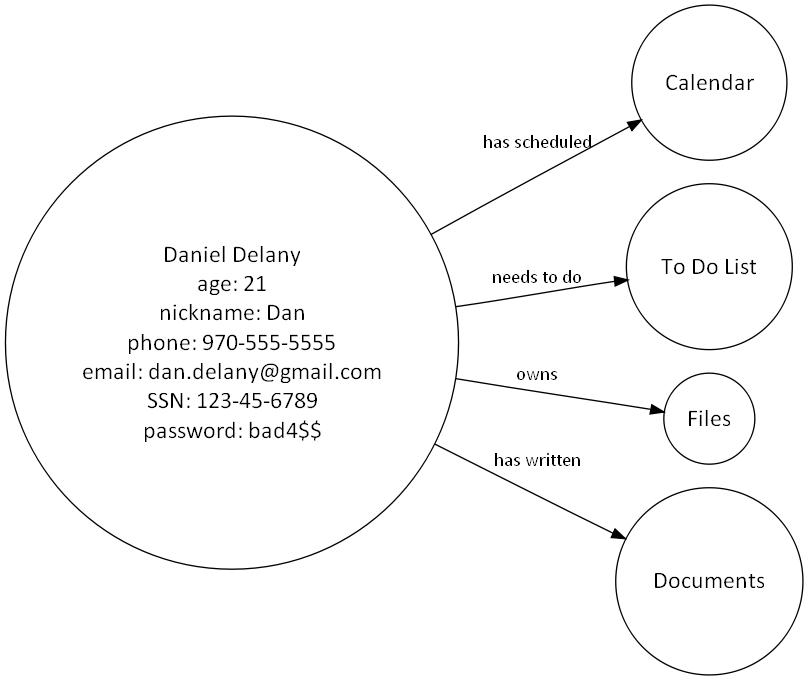 Daniel Delany
age: 21
nickname: Dan
phone: 970-555-5555
email: dan.delany@gmail.com
SSN: 123-45-6789
password: bad4$$
has scheduled
Calendar
needs to do
To Do List
owns
Files
has written
Documents